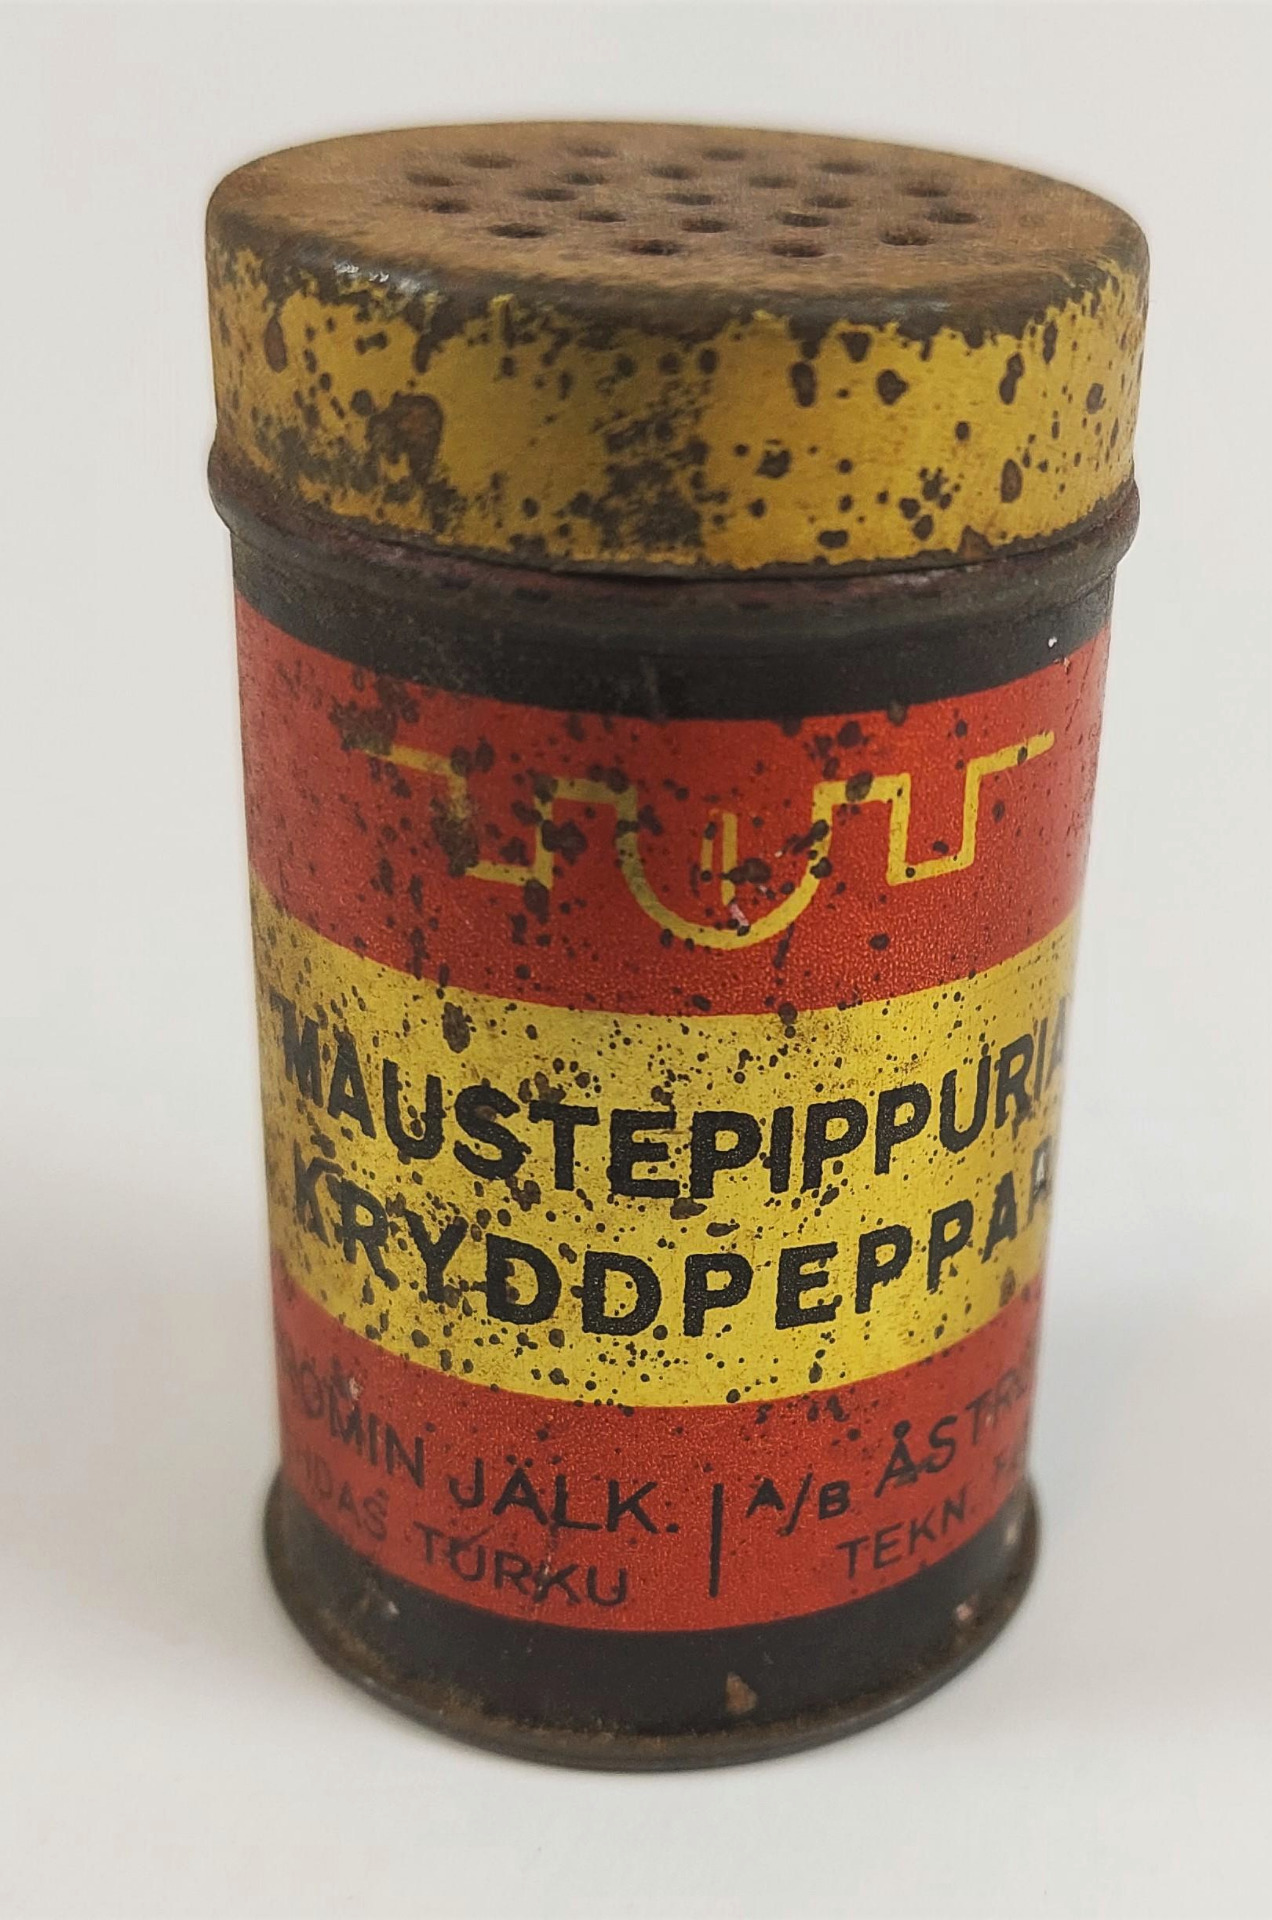 MAUSTEPIPPURIA
KRYDDPEPPAR
JÄLK. | A/B
TURKU TEKN.